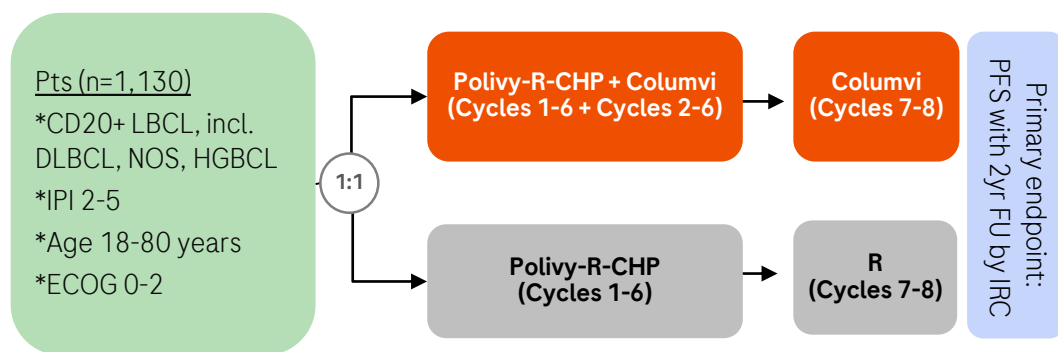 Pts (n=1,130)
*CD20+ LBCL, incl.
DLBCL, NOS, HGBCL
*IPI 2-5
*Age 18-80 years
*ECOG 0-2
1:1
Polivy-R-CHP + Columvi
(Cycles 1-6 + Cycles 2-6)
Columvi
(Cycles 7-8)
Polivy-R-CHP
(Cycles 1-6)
R
(Cycles 7-8)
Primary endpoint:
PFS with 2yr FU by IRC